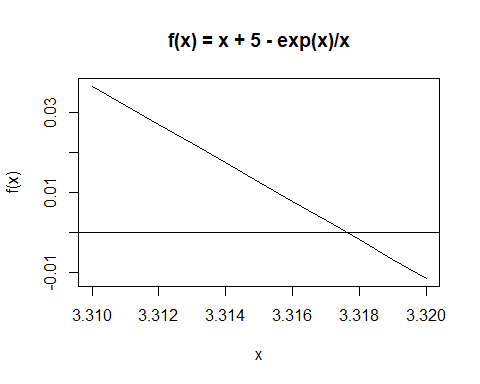 f(x) = x + 5 - exp(x)/x
0.03
0.01
-0.01
f(x)
3.310 3.312 3.314 3.316 3.318 3.320
x